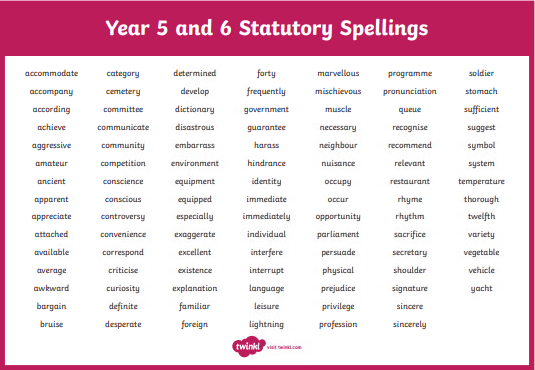 Year 5 and 6 Statutory Spellings
accommodate category determined forty marvellous programme soldier
accompany cemetery develop frequently mischievous pronunciation stomach
according committee dictionary government muscle queue sufficient
achieve communicate disastrous guarantee necessary recognise suggest
aggressive community embarrass harass neighbour recommend symbol
amateur competition environment hindrance nuisance relevant system
ancient conscience equipment identity occupy restaurant temperature
apparent conscious equipped immediate occur rhyme thorough
appreciate controversy especially immediately opportunity rhythm twelfth
attached convenience exaggerate individual parliament sacrifice variety
available correspond excellent interfere persuade secretary vegetable
average criticise existence interrupt physical shoulder vehicle
awkward curiosity explanation language prejudice signature yacht
bargain definite familiar leisure privilege sincere
bruise desperate foreign lightning profession sincerely
twinkl visit twinkl.com